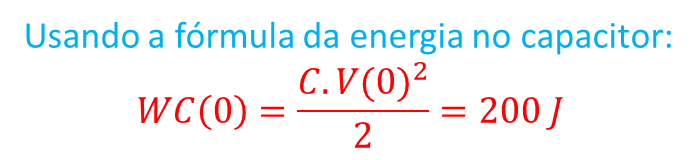 Usando a fórmula da energia no capacitor:
WC(0) = C.V(0)² / 2 = 200 J